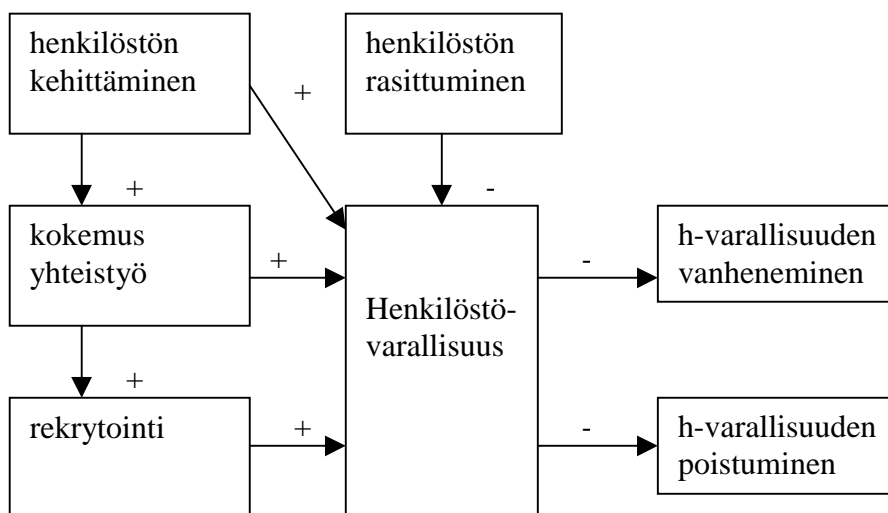 henkilöstön
kehittäminen
+
henkilöstön
rasittuminen
+
-
kokemus
yhteistyö
+
Henkilöstö-
varallisuus
-
h-varallisuuden
vanheneminen
+
rekrytointi
+
-
h-varallisuuden
poistuminen